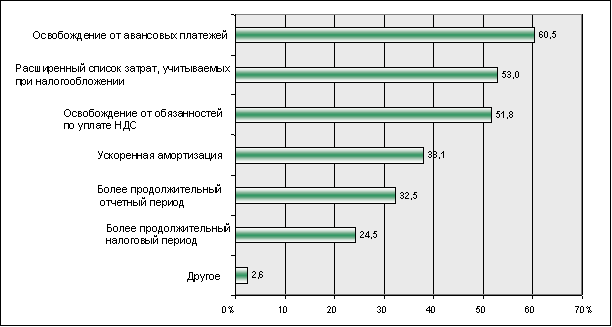 Освобождение от авансовых платежей
60,5
Расширенный список затрат, учитываемых
при налогообложении
53,0
Освобождение от обязанностей
по уплате НДС
51,8
Ускоренная амортизация
38,1
Более продолжительный
отчетный период
32,5
Более продолжительный
налоговый период
24,5
Другое
2,6
0% 10 20 30 40 50 60 70%